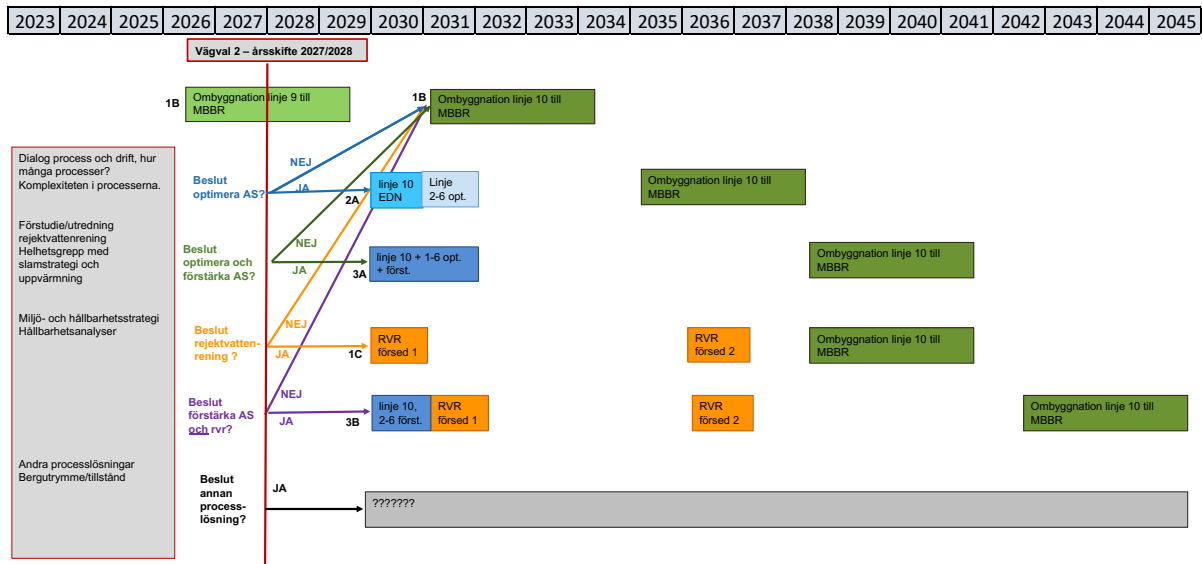 2023 2024 2025 2026 2027 2028 2029 2030 2031 2032 2033 2034 2035 2036 2037 2038 2039 2040 2041 2042 2043 2044 2045
Vägval 2 – årsskifte 2027/2028
1B
Ombyggnation linje 9 till
MBBR
1B
Ombyggnation linje 10 till
MBBR
Dialog process och drift, hur
många processer?
Komplexiteten i processerna.
Förstudie/utredning
rejektvattenrening
Helhetsgrepp med
slamstrategi och
uppvärmning
Miljö- och hållbarhetsstrategi
Hållbarhetsanalyser
Andra processlösningar
Bergutrymme/tillstånd
Beslut
optimera AS?
NEJ
JA
2A
linje 10
EDN
Linje
2-6 opt.
Ombyggnation linje 10 till
MBBR
Beslut
optimera och
förstärka AS?
NEJ
JA
3A
linje 10 + 1-6 opt.
+ först.
Ombyggnation linje 10 till
MBBR
Beslut
rejektvatten-
rening ?
NEJ
JA
1C
RVR
försed 1
RVR
försed 2
Ombyggnation linje 10 till
MBBR
Beslut
förstärka AS
och rvr?
NEJ
JA
3B
linje 10,
2-6 först.
RVR
försed 1
RVR
försed 2
Ombyggnation linje 10 till
MBBR
Beslut
annan
process-
lösning?
JA
???????